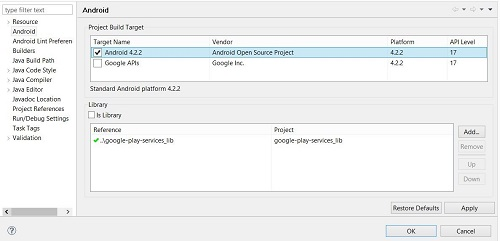 type filter text
Resource
Android
Android Lint Preferen
Builders
Java Build Path
Java Code Style
Java Compiler
Java Editor
Javadoc Location
Project References
Run/Debug Settings
Task Tags
Validation
Android
Project Build Target
Target Name Vendor Platform API Level
Android 4.2.2 Android Open Source Project 4.2.2 17
Google APIs Google Inc. 4.2.2 17
Standard Android platform 4.2.2
Library
Is Library
Reference Project
..\google-play-services_lib google-play-services_lib
Add...
Remove
Up
Down
Restore Defaults Apply
OK Cancel